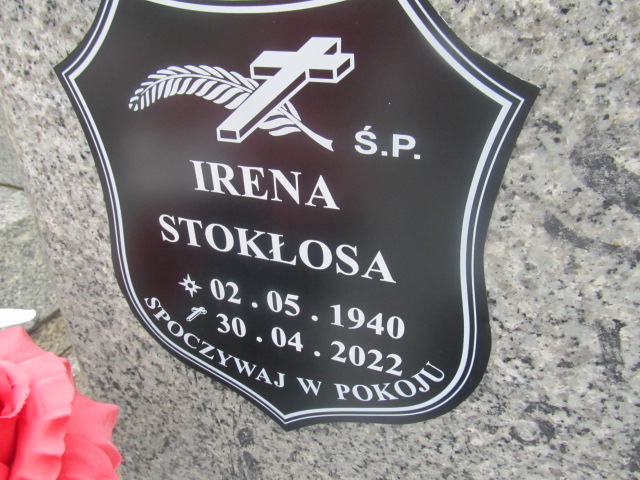 Ś.P.
IRENA
STOKŁOSA
02.05.1940
30.04.2022
SPOCZYWAJ W POKOJU